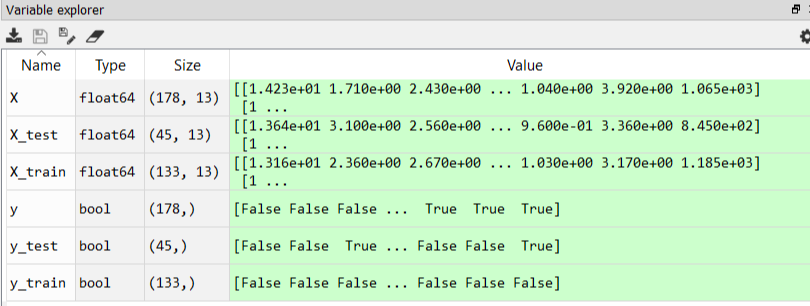 Variable explorer
Name Type Size Value
X float64 (178, 13) [[1.423e+01 1.710e+00 2.430e+00 ... 1.040e+00 3.920e+00 1.065e+03]
[1 ...
X_test float64 (45, 13) [[1.364e+01 3.100e+00 2.560e+00 ... 9.600e-01 3.360e+00 8.450e+02]
[1 ...
X_train float64 (133, 13) [[1.316e+01 2.360e+00 2.670e+00 ... 1.030e+00 3.170e+00 1.185e+03]
[1 ...
y bool (178,) [False False False ... True True True]
y_test bool (45,) [False False True ... False False True]
y_train bool (133,) [False False False ... False False False]